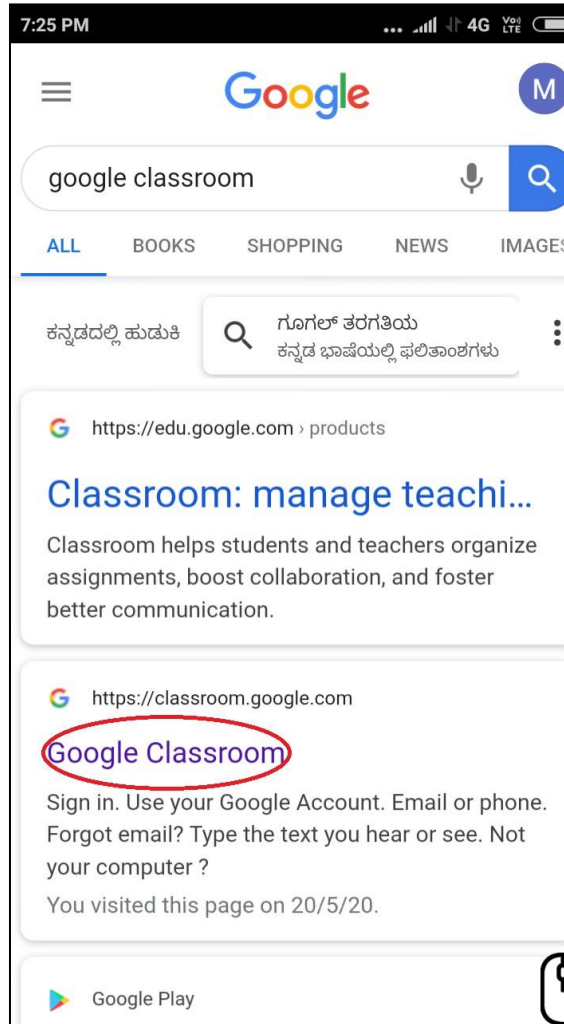 7:25 PM ... 4G Vo)) LTE
Google
M
google classroom
ALL BOOKS SHOPPING NEWS IMAGES
ಕನ್ನಡದಲ್ಲಿ ಹುಡುಕಿ
ಗೂಗಲ್ ತರಗತಿಯ
ಕನ್ನಡ ಭಾಷೆಯಲ್ಲಿ ಫಲಿತಾಂಶಗಳು
https://edu.google.com › products
Classroom: manage teachi...
Classroom helps students and teachers organize
assignments, boost collaboration, and foster
better communication.
https://classroom.google.com
Google Classroom
Sign in. Use your Google Account. Email or phone.
Forgot email? Type the text you hear or see. Not
your computer ?
You visited this page on 20/5/20.
Google Play